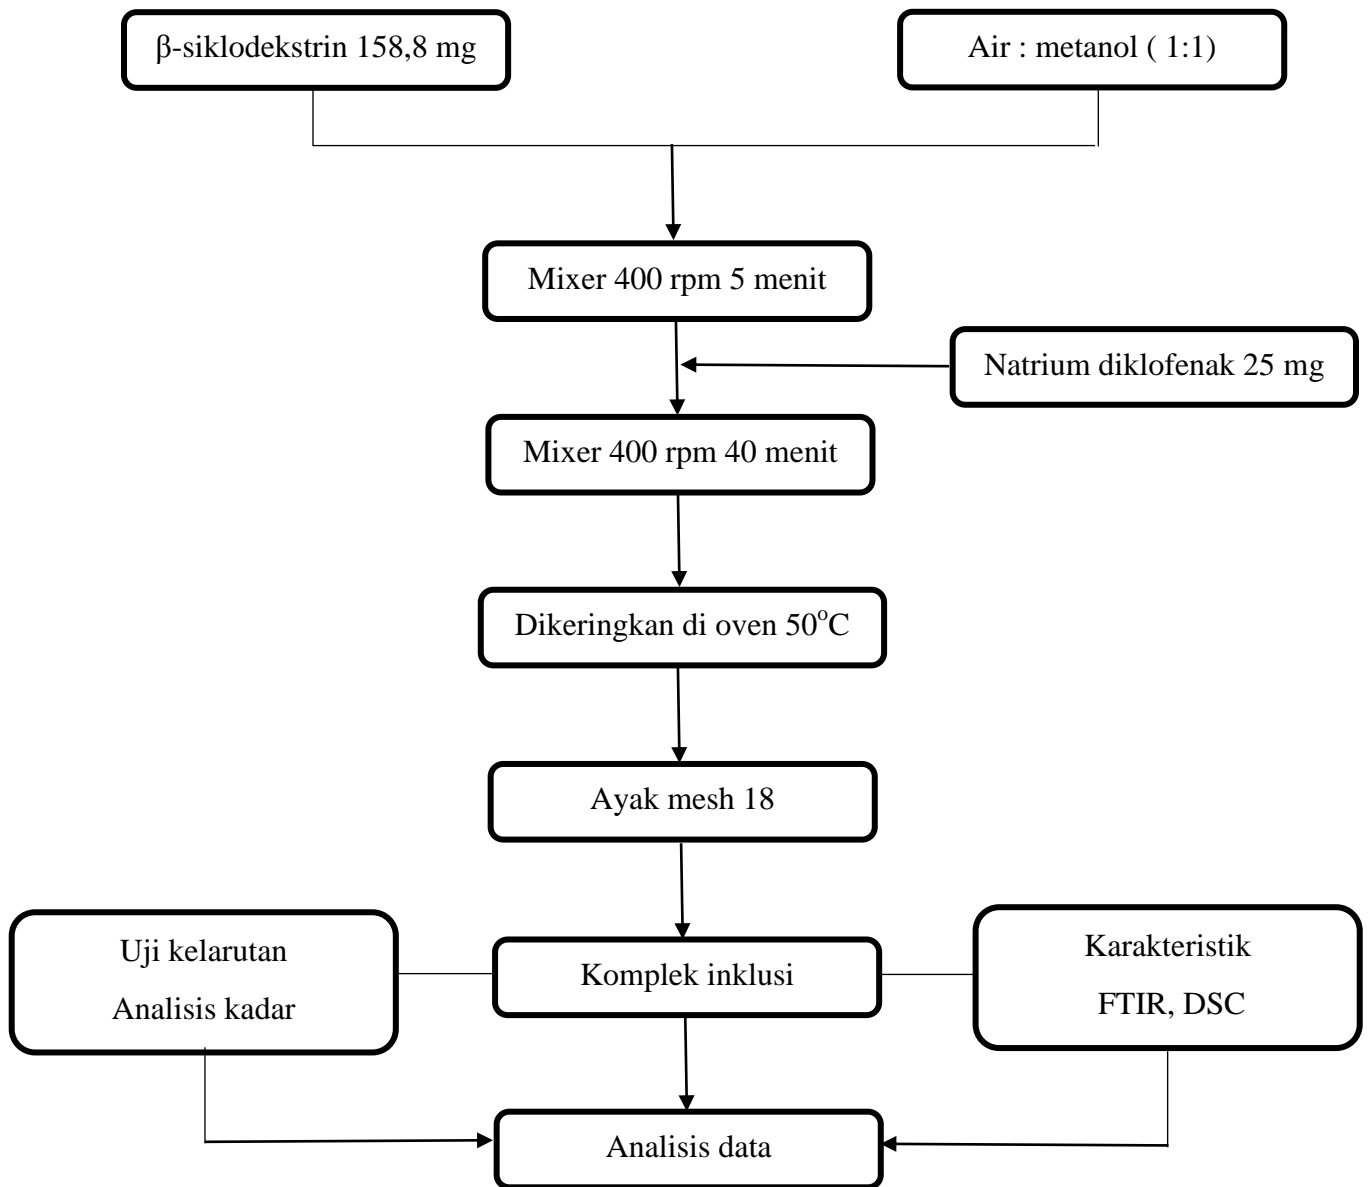 β-siklodekstrin 158,8 mg
Air : metanol ( 1:1)
Mixer 400 rpm 5 menit
Natrium diklofenak 25 mg
Mixer 400 rpm 40 menit
Dikeringkan di oven 50°C
Ayak mesh 18
Uji kelarutan
Analisis kadar
Komplek inklusi
Karakteristik
FTIR, DSC
Analisis data